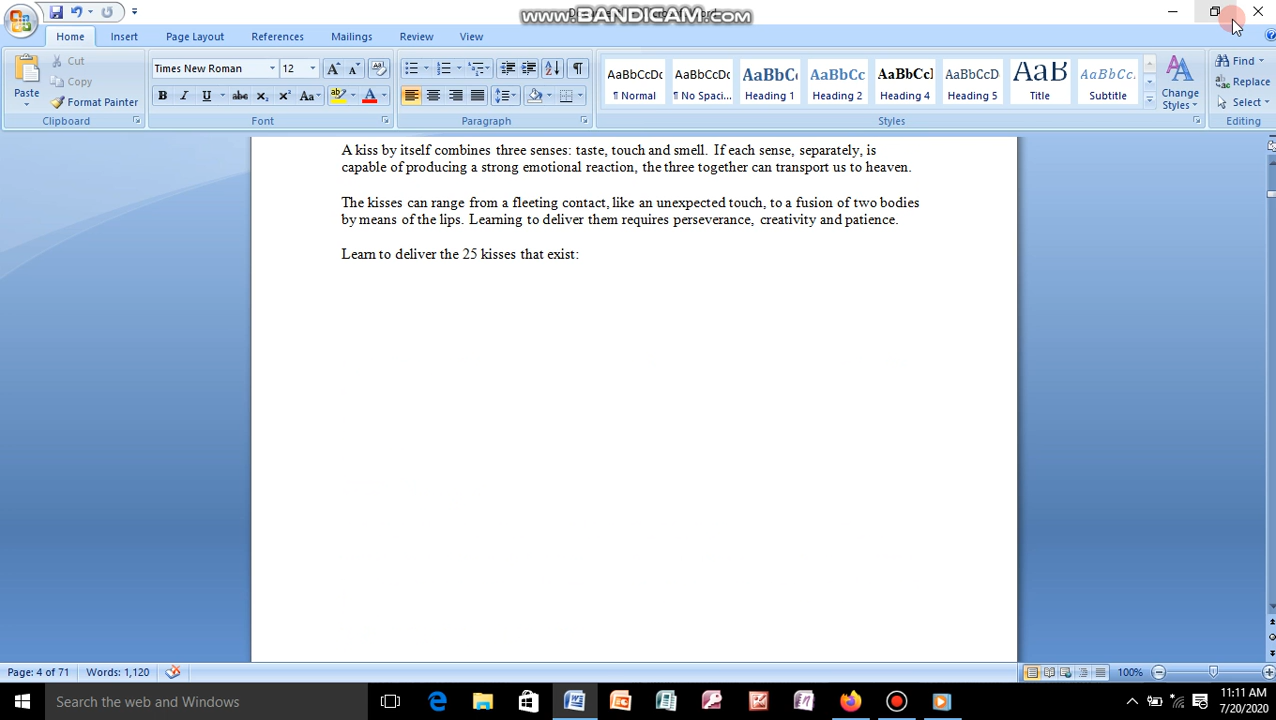 www.BANDICAM.com
Home Insert Page Layout References Mailings Review View
Paste
Cut
Copy
Format Painter
Clipboard
Times New Roman 12
B I U abc X₂ X² Aa
Font
Paragraph
AaBbCcDc AaBbCcDc AaBbC AaBbCc AaBbCcI AaBbCcD AaB AaBbCc.
¶ Normal ¶ No Spaci... Heading 1 Heading 2 Heading 4 Heading 5 Title Subtitle
Change Styles
Styles
Find
Replace
Select
Editing
A kiss by itself combines three senses: taste, touch and smell. If each sense, separately, is
capable of producing a strong emotional reaction, the three together can transport us to heaven.
The kisses can range from a fleeting contact, like an unexpected touch, to a fusion of two bodies
by means of the lips. Learning to deliver them requires perseverance, creativity and patience.
Learn to deliver the 25 kisses that exist:
Page: 4 of 71 Words: 1,120 100%
Search the web and Windows
11:11 AM
7/20/2020